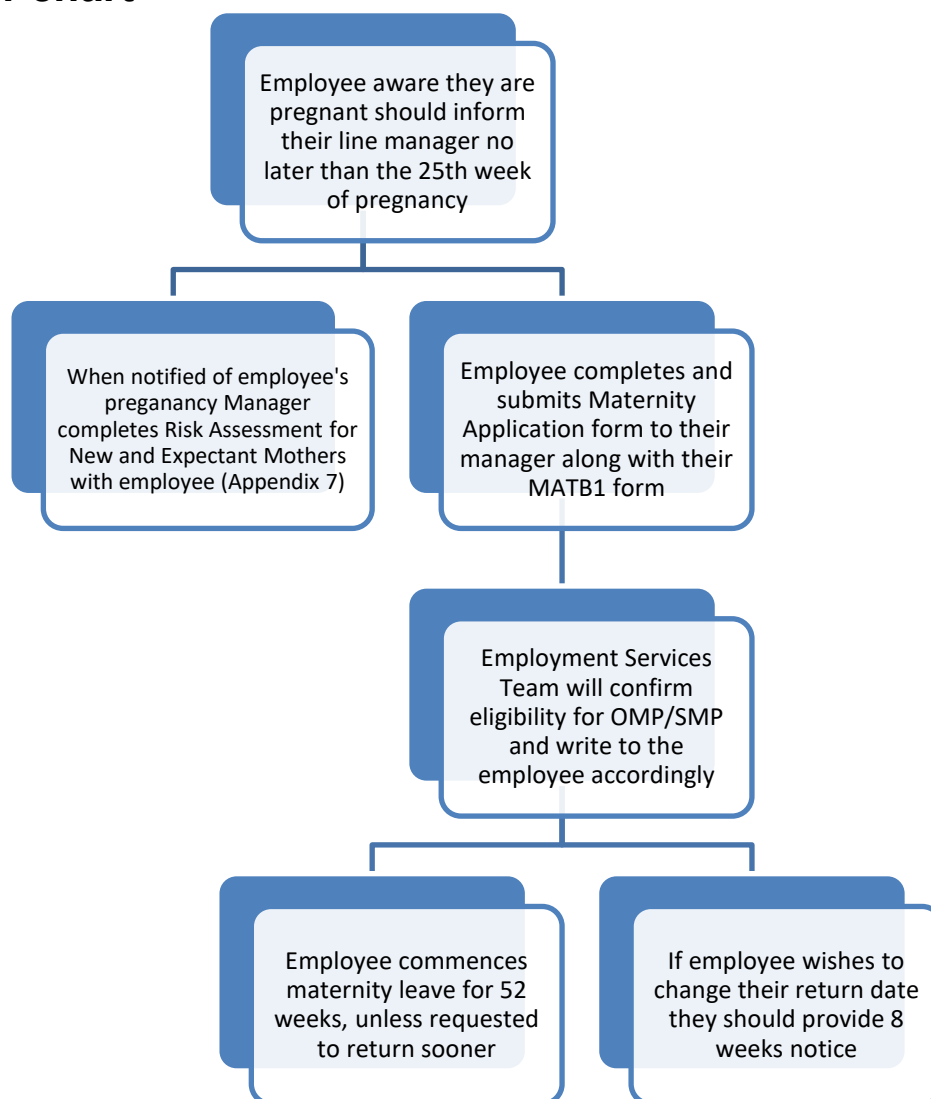 Employee aware they are
pregnant should inform
their line manager no
later than the 25th week
of pregnancy
When notified of employee's
preganancy Manager
completes Risk Assessment for
New and Expectant Mothers
with employee (Appendix 7)
Employee completes and
submits Maternity
Application form to their
manager along with their
MATB1 form
Employment Services
Team will confirm
eligibility for OMP/SMP
and write to the
employee accordingly
Employee commences
maternity leave for 52
weeks, unless requested
to return sooner
If employee wishes to
change their return date
they should provide 8
weeks notice